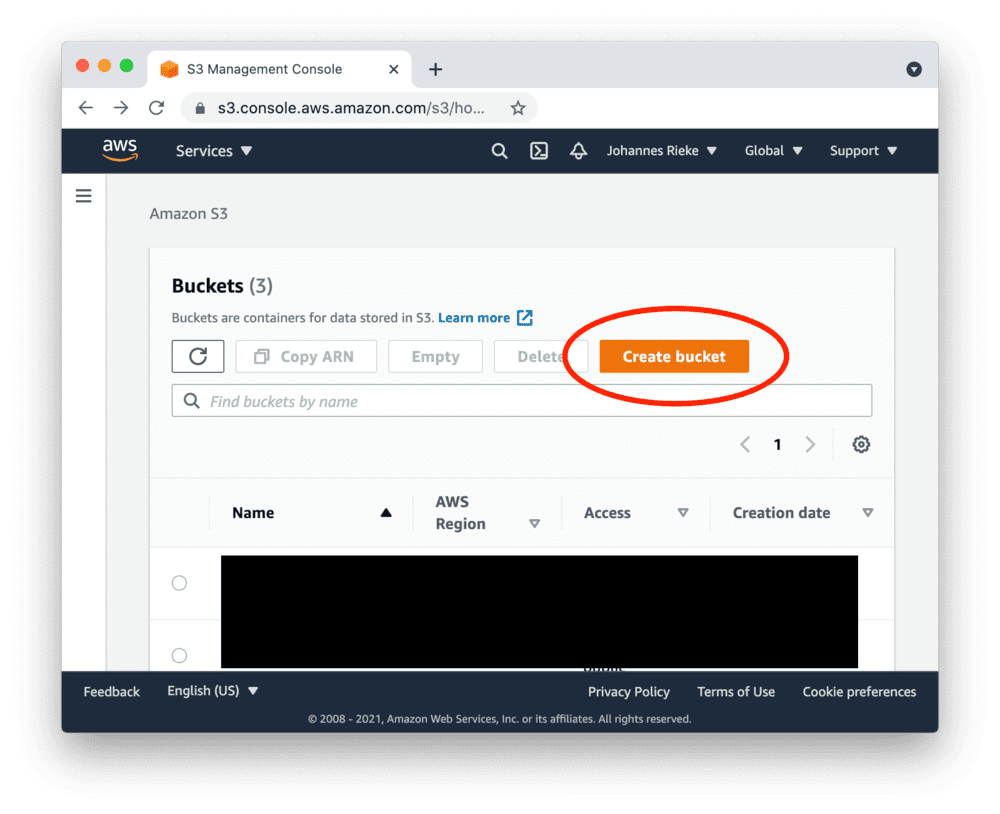 S3 Management Console
s3.console.aws.amazon.com/s3/ho...
aws Services Johannes Rieke Global Support
Amazon S3
Buckets (3)
Buckets are containers for data stored in S3. Learn more
Copy ARN Empty Delete Create bucket
Find buckets by name
1
Name AWS Region Access Creation date
Feedback English (US) Privacy Policy Terms of Use Cookie preferences
© 2008 - 2021, Amazon Web Services, Inc. or its affiliates. All rights reserved.